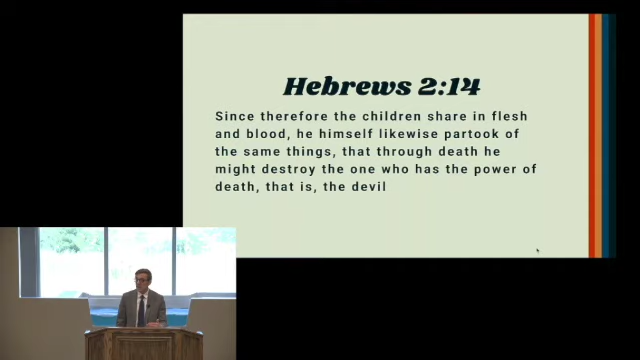 Hebrews 2:14
Since therefore the children share in flesh
and blood, he himself likewise partook of
the same things, that through death he
might destroy the one who has the power of
death, that is, the devil